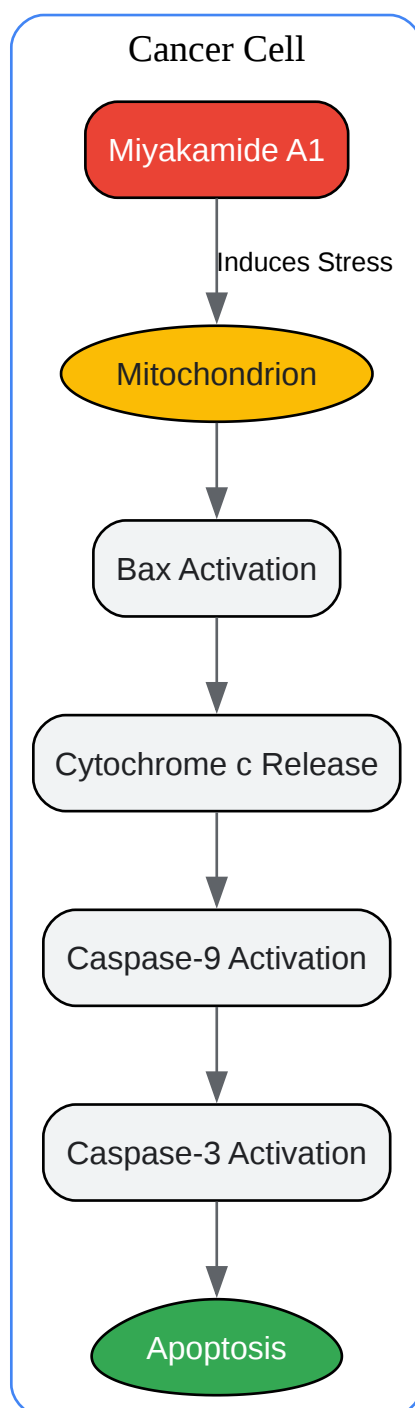 Cancer Cell
Miyakamide A1
Induces Stress
Mitochondrion
Bax Activation
Cytochrome c Release
Caspase-9 Activation
Caspase-3 Activation
Apoptosis